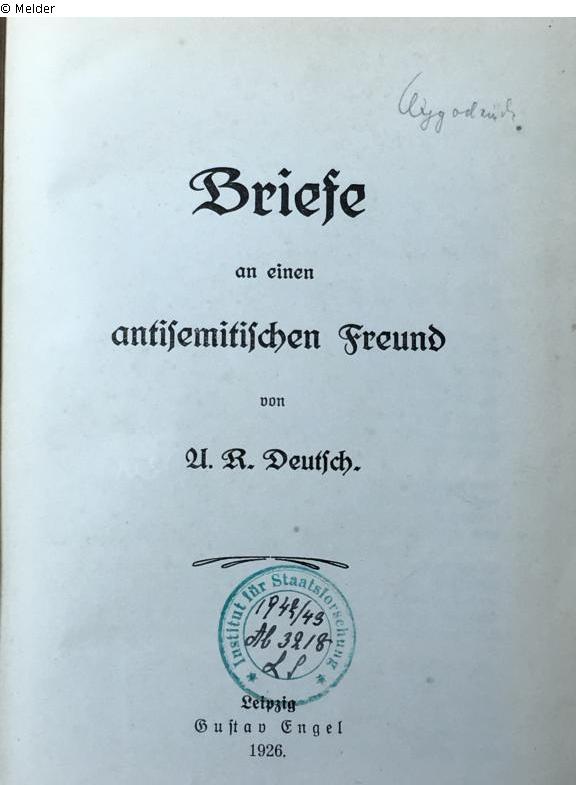 © Melder
Briefe
an einen
antisemitischen Freund
von
A. R. Deutsch.
Institut für Staatsforschung
1942/43
Ab 3218
LS
Leipzig
Gustav Engel
1926.